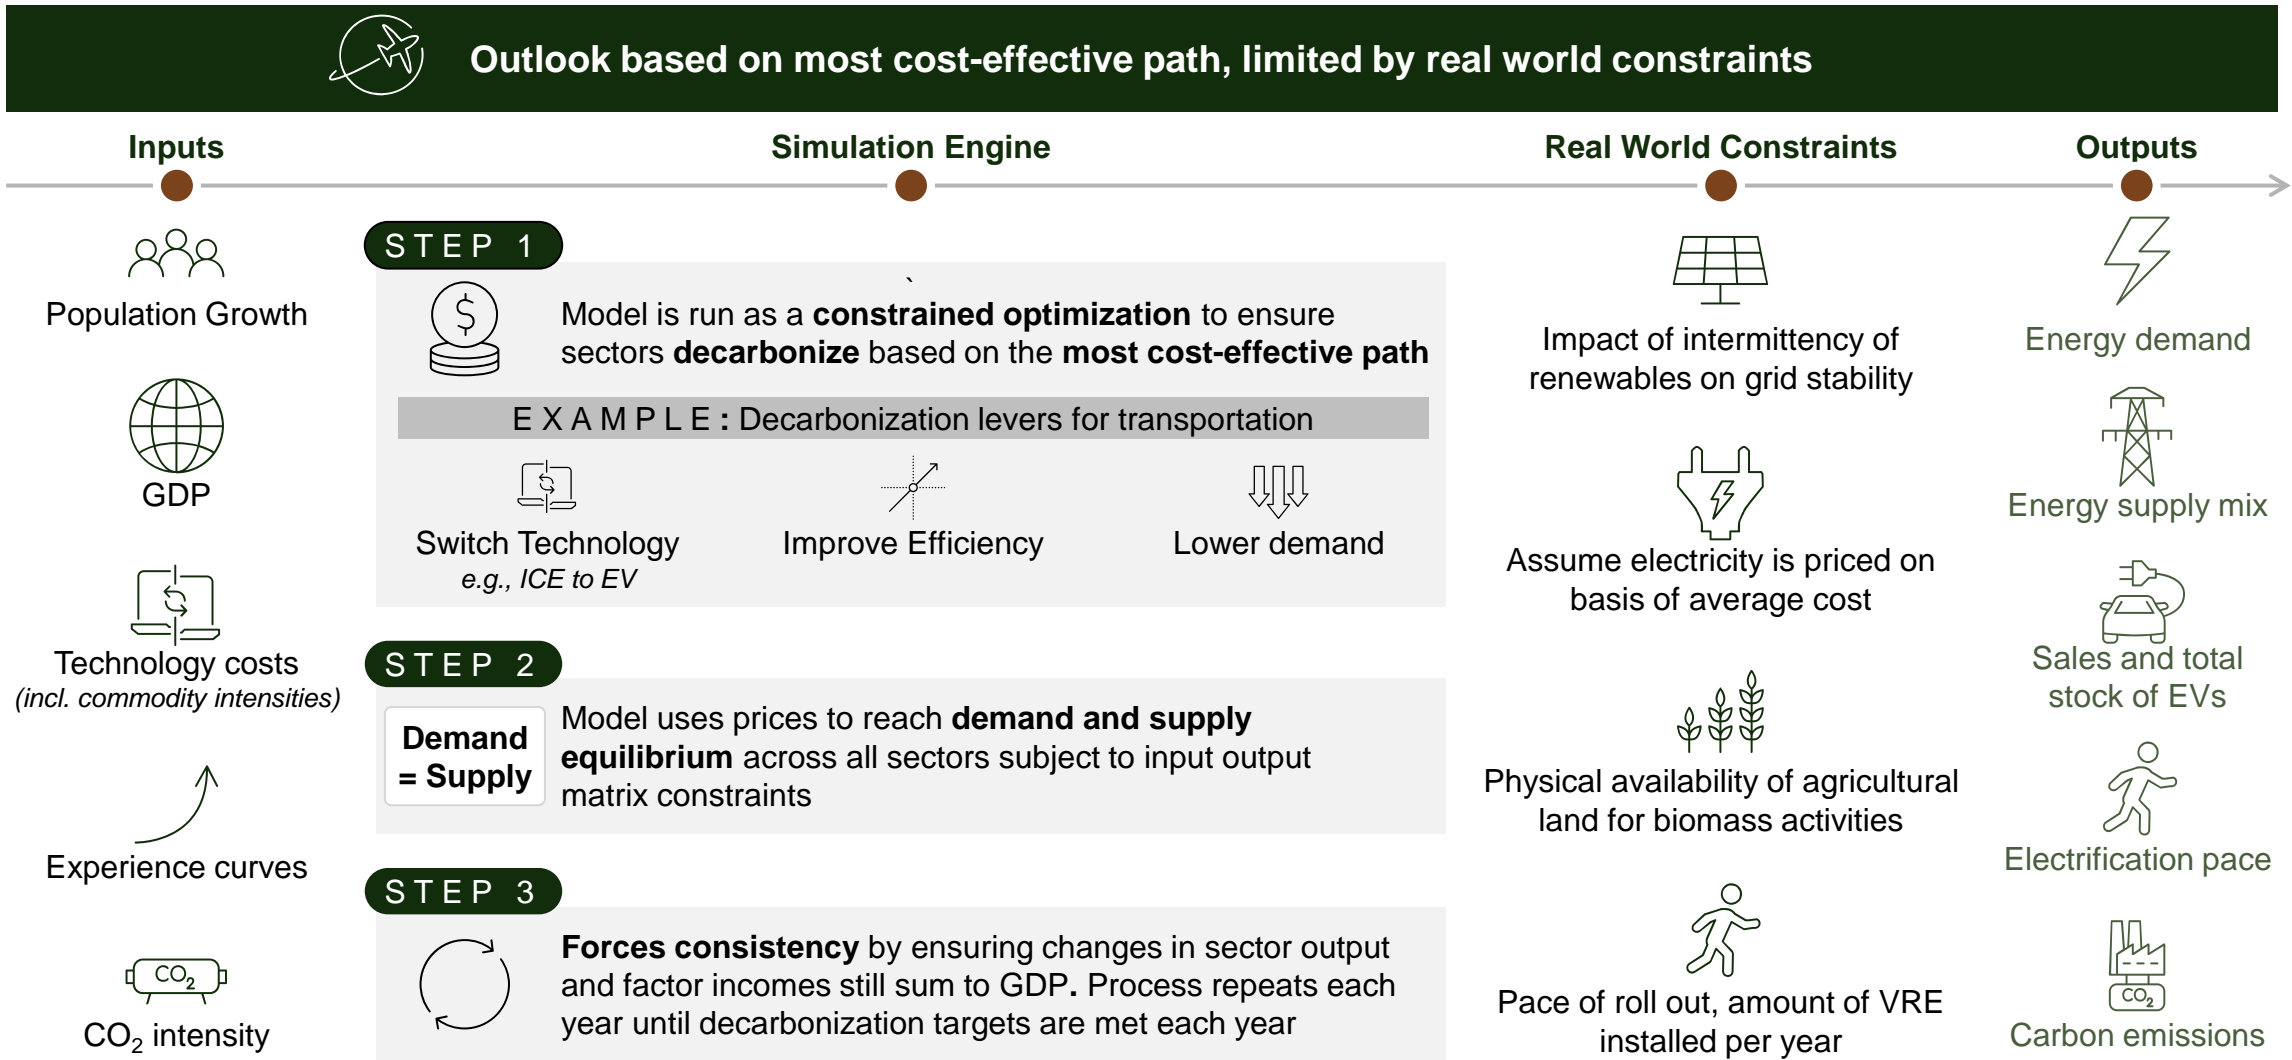 Outlook based on most cost-effective path, limited by real world constraints
Inputs
Simulation Engine
Real World Constraints
Outputs
Population Growth
GDP
Technology costs
(incl. commodity intensities)
Experience curves
CO₂
CO₂ intensity
STEP 1
`
$
Model is run as a constrained optimization to ensure
sectors decarbonize based on the most cost-effective path
EXAMPLE: Decarbonization levers for transportation
Switch Technology
e.g., ICE to EV
Improve Efficiency
Lower demand
STEP 2
Demand
= Supply
Model uses prices to reach demand and supply
equilibrium across all sectors subject to input output
matrix constraints
STEP 3
Forces consistency by ensuring changes in sector output
and factor incomes still sum to GDP. Process repeats each
year until decarbonization targets are met each year
Impact of intermittency of
renewables on grid stability
Assume electricity is priced on
basis of average cost
Physical availability of agricultural
land for biomass activities
Pace of roll out, amount of VRE
installed per year
Energy demand
Energy supply mix
Sales and total
stock of EVs
Electrification pace
CO₂
Carbon emissions